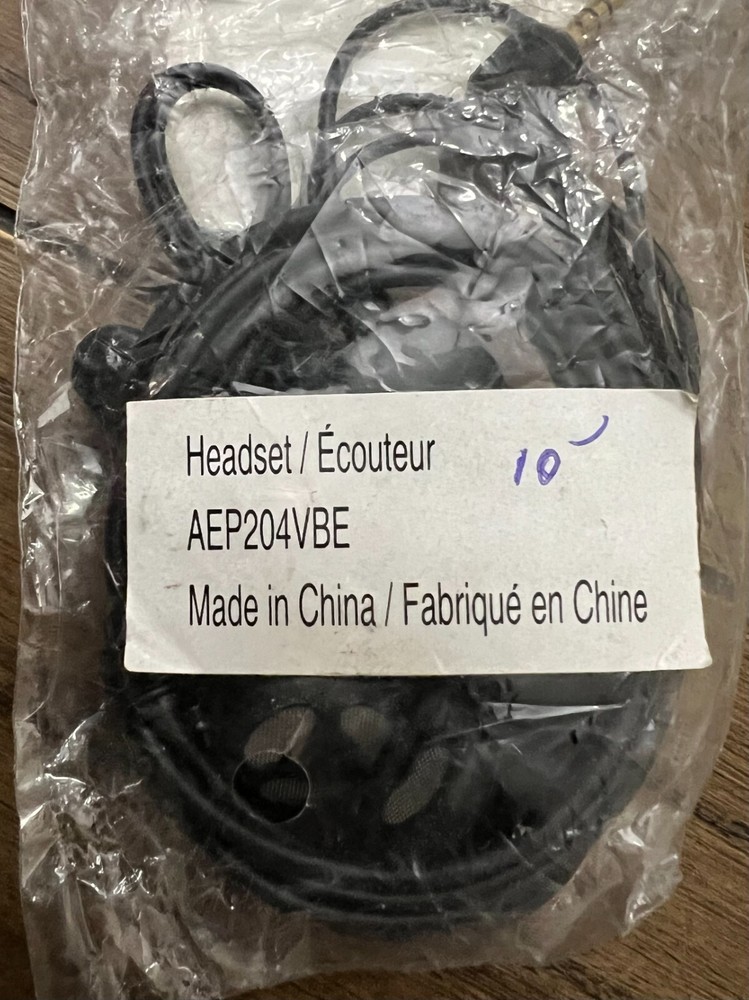 Headset / Écouteur 10
AEP204VBE
Made in China / Fabriqué en Chine